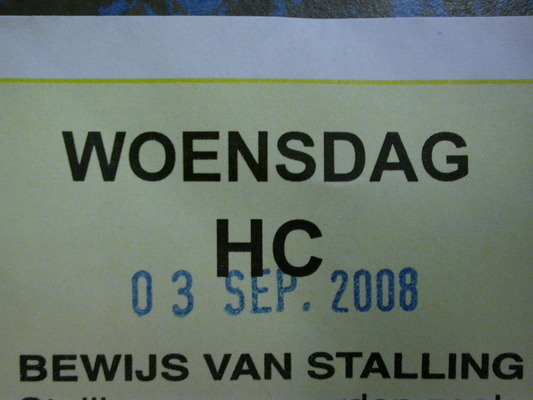 WOENSDAG
HC
03 SEP. 2008
BEWIJS VAN STALLING